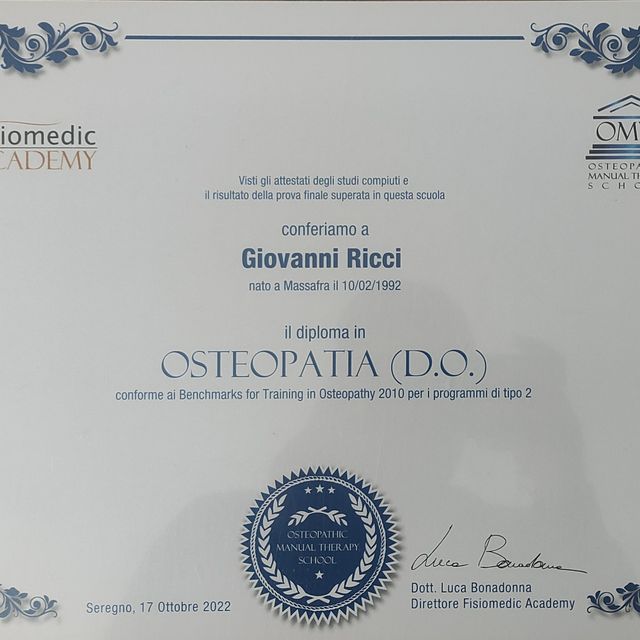 iomedic
CADEMY
OM
OSTEOPA
MANUAL TH
SCHO
Visti gli attestati degli studi compiuti e
il risultato della prova finale superata in questa scuola
conferiamo a
Giovanni Ricci
nato a Massafra il 10/02/1992
il diploma in
OSTEOPATIA (D.O.)
conforme ai Benchmarks for Training in Osteopathy 2010 per i programmi di tipo 2
OSTEOPATHIC
MANUAL THERAPY
SCHOOL
Luca Bonadonna
Dott. Luca Bonadonna
Direttore Fisiomedic Academy
Seregno, 17 Ottobre 2022